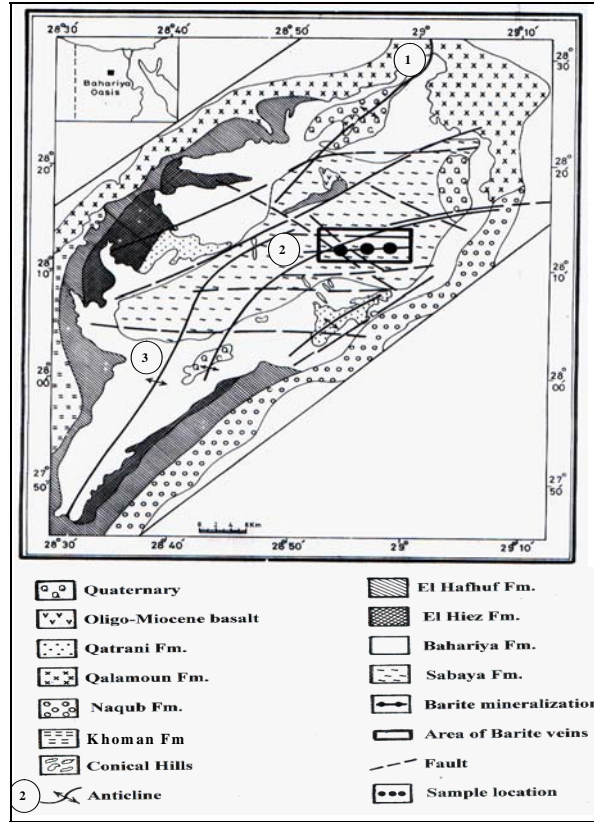 28° 30' 28° 40' 28° 50' 29° 29° 10'
Bahariya
Oasis
1
28° 30'
28° 20'
28° 20'
2
28° 10'
28° 10'
3
28° 00'
28° 00'
27° 50'
27° 50'
0 2 4 6Km
28° 30' 28° 40' 28° 50' 29° 29° 10'
Quaternary
Oligo-Miocene basalt
Qatrani Fm.
Qalamoun Fm.
Naqub Fm.
Khoman Fm
Conical Hills
2 Anticline
El Hafhuf Fm.
El Hiez Fm.
Bahariya Fm.
Sabaya Fm.
Barite mineralization
Area of Barite veins
Fault
Sample location